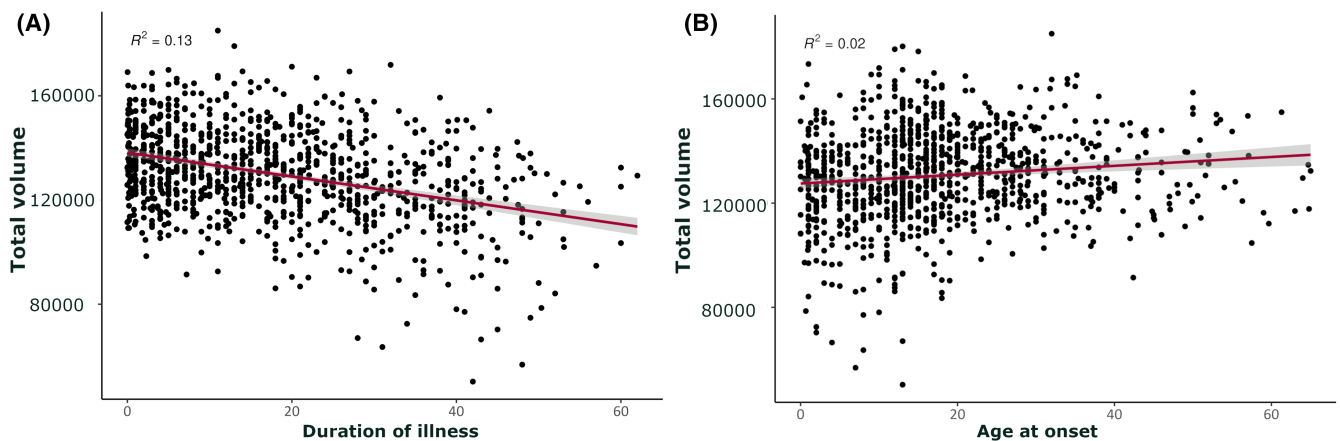 (A)
R² = 0.13
160000
120000
80000
Total volume
0 20 40 60
Duration of illness
(B)
R² = 0.02
160000
120000
80000
Total volume
0 20 40 60
Age at onset